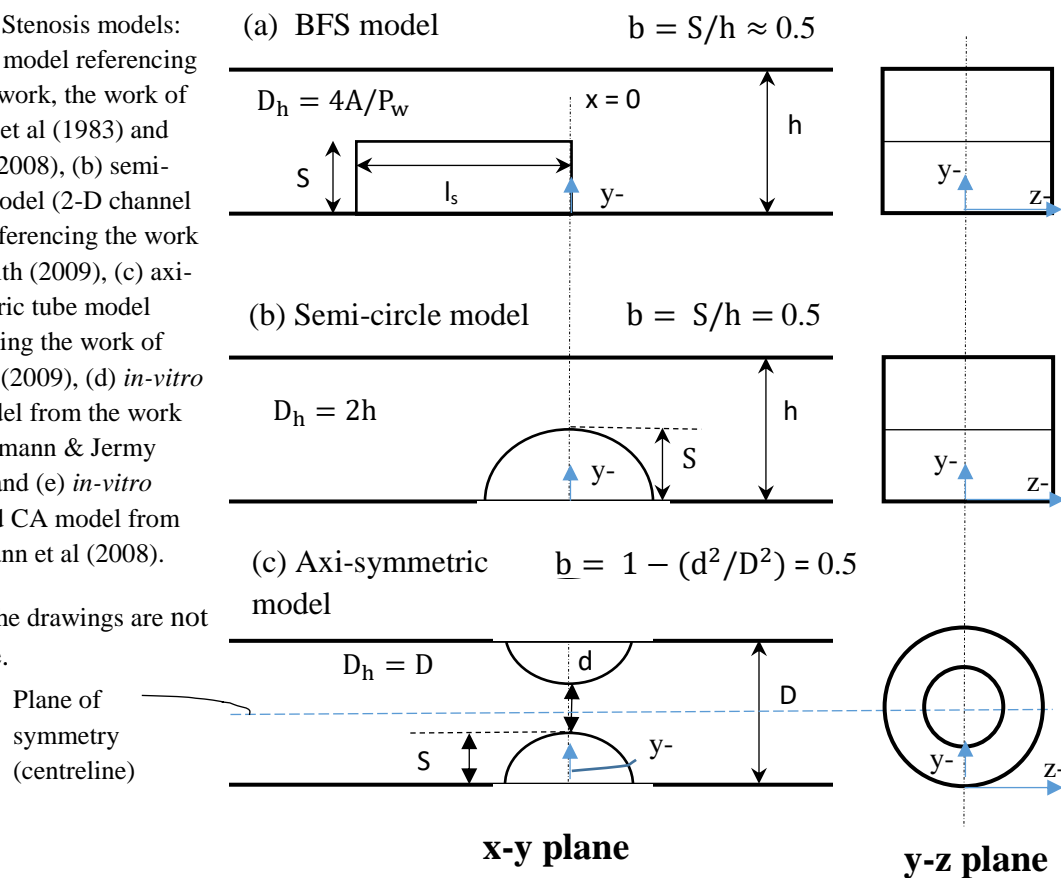 Stenosis models:
model referencing
work, the work of
et al (1983) and
2008), (b) semi-
odel (2-D channel
eferencing the work
ith (2009), (c) axi-
ric tube model
ing the work of
(2009), (d) in-vitro
del from the work
mann & Jermy
and (e) in-vitro
d CA model from
ann et al (2008).
he drawings are not
e.
Plane of
symmetry
(centreline)
(a) BFS model b = S/h ≈ 0.5
D_h = 4A/P_w x = 0
h
S
l_s
y-
y-
z-
(b) Semi-circle model b = S/h = 0.5
D_h = 2h
h
S
y-
y-
z-
(c) Axi-symmetric b = 1 − (d²/D²) = 0.5
model
D_h = D
d
D
S
y-
y-
z-
x-y plane
y-z plane